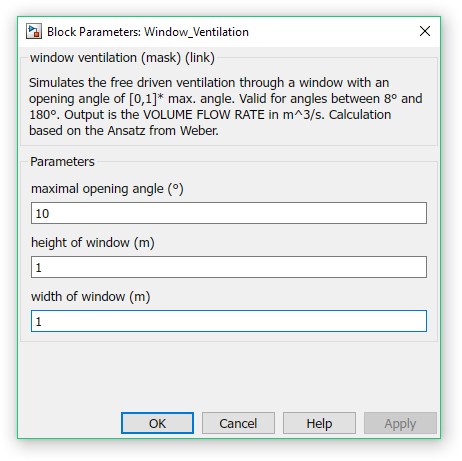 Block Parameters: Window_Ventilation
window ventilation (mask) (link)
Simulates the free driven ventilation through a window with an
opening angle of [0,1]* max. angle. Valid for angles between 8° and
180°. Output is the VOLUME FLOW RATE in m^3/s. Calculation
based on the Ansatz from Weber.
Parameters
maximal opening angle (º)
10
height of window (m)
1
width of window (m)
1
OK Cancel Help Apply